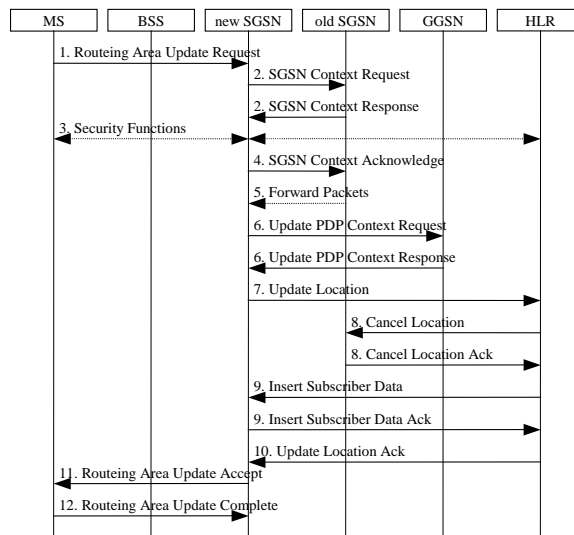 MS BSS new SGSN old SGSN GGSN HLR
1. Routeing Area Update Request
2. SGSN Context Request
2. SGSN Context Response
3. Security Functions
4. SGSN Context Acknowledge
5. Forward Packets
6. Update PDP Context Request
6. Update PDP Context Response
7. Update Location
8. Cancel Location
8. Cancel Location Ack
9. Insert Subscriber Data
9. Insert Subscriber Data Ack
10. Update Location Ack
11. Routeing Area Update Accept
12. Routeing Area Update Complete